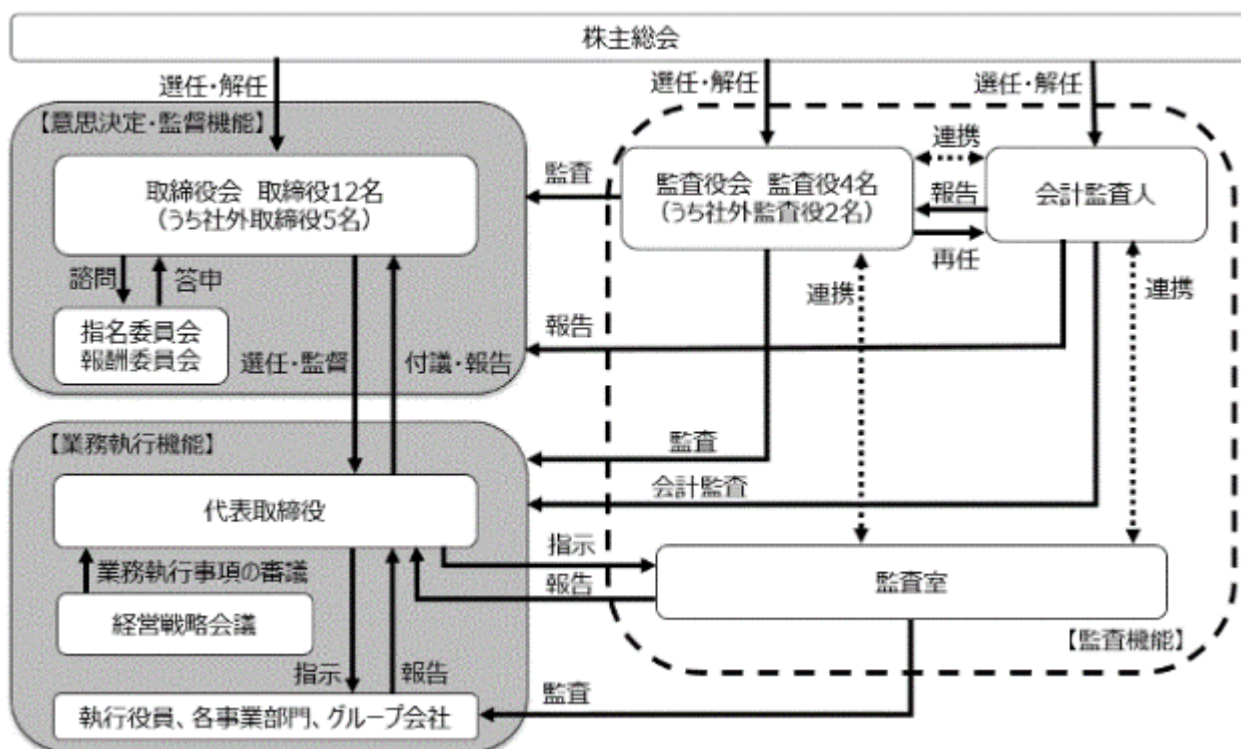 株主総会
選任・解任
選任・解任
選任・解任
【意思決定・監督機能】
取締役会 取締役12名
(うち社外取締役5名)
監査
監査役会 監査役4名
(うち社外監査役2名)
連携
報告
再任
会計監査人
諮問
答申
連携
連携
指名委員会
報酬委員会
報告
選任・監督
付議・報告
【業務執行機能】
監査
会計監査
代表取締役
指示
報告
監査室
業務執行事項の審議
経営戦略会議
【監査機能】
指示
報告
監査
執行役員、各事業部門、グループ会社